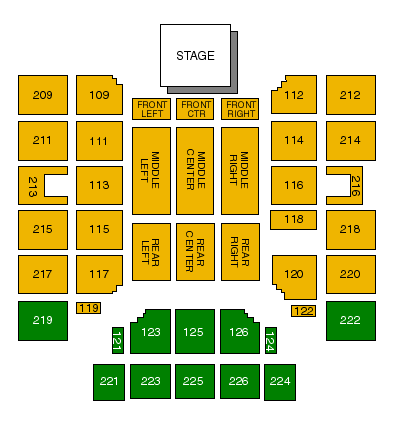 STAGE
209
109
FRONT
LEFT
FRONT
CTR
FRONT
RIGHT
112
212
211
111
MIDDLE
LEFT
MIDDLE
CENTER
MIDDLE
RIGHT
114
214
213
113
116
216
215
115
118
218
REAR
LEFT
REAR
CENTER
REAR
RIGHT
217
117
120
220
219
119
122
222
121
123
125
126
124
221
223
225
226
224